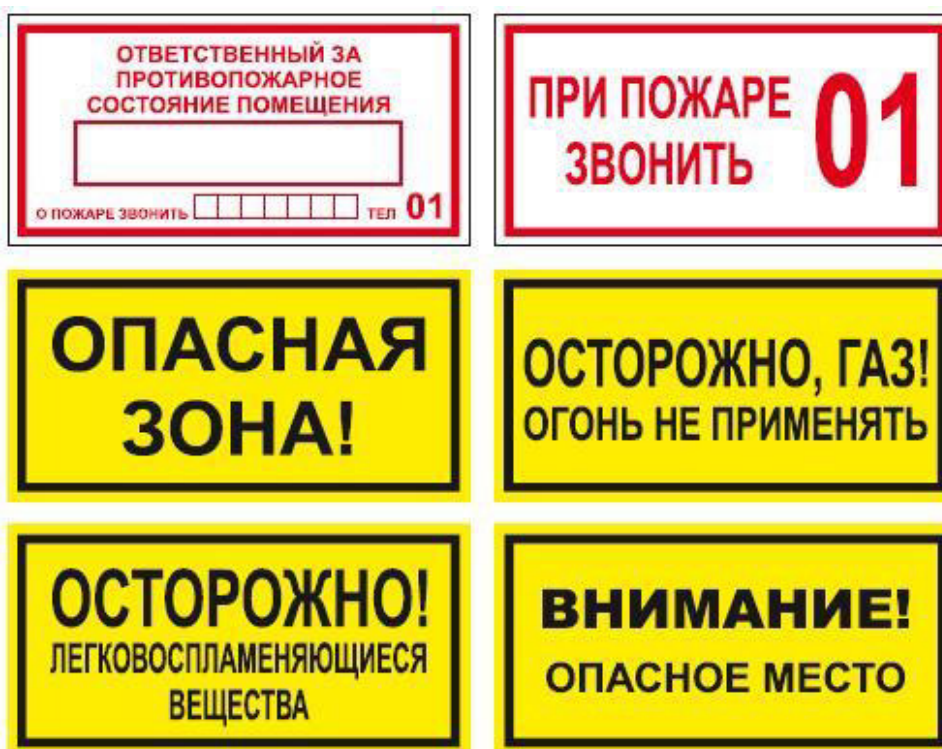 ОТВЕТСТВЕННЫЙ ЗА
ПРОТИВОПОЖАРНОЕ
СОСТОЯНИЕ ПОМЕЩЕНИЯ
О ПОЖАРЕ ЗВОНИТЬ ТЕЛ 01
ПРИ ПОЖАРЕ 01
ЗВОНИТЬ
ОПАСНАЯ
ЗОНА!
ОСТОРОЖНО, ГАЗ!
ОГОНЬ НЕ ПРИМЕНЯТЬ
ОСТОРОЖНО!
ЛЕГКОВОСПЛАМЕНЯЮЩИЕСЯ
ВЕЩЕСТВА
ВНИМАНИЕ!
ОПАСНОЕ МЕСТО